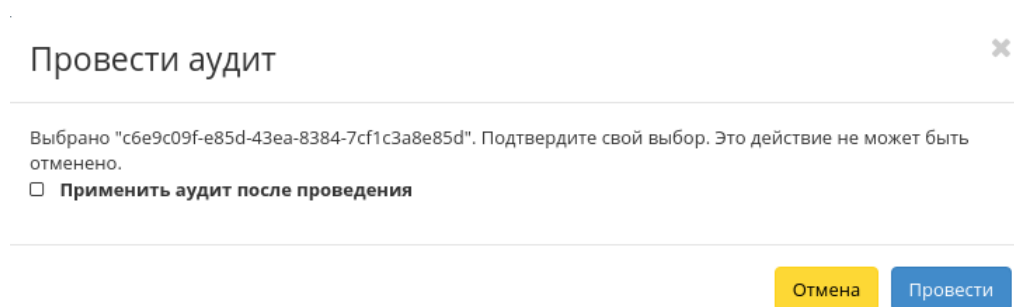 Провести аудит
Выбрано "c6e9c09f-e85d-43ea-8384-7cf1c3a8e85d". Подтвердите свой выбор. Это действие не может быть
отменено.
Применить аудит после проведения
Отмена Провести